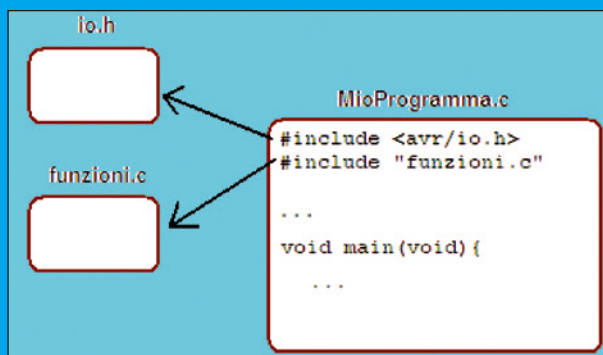 io.h
funzioni.c
MioProgramma.c
#include <avr/io.h>
#include "funzioni.c"
...
void main(void){
...